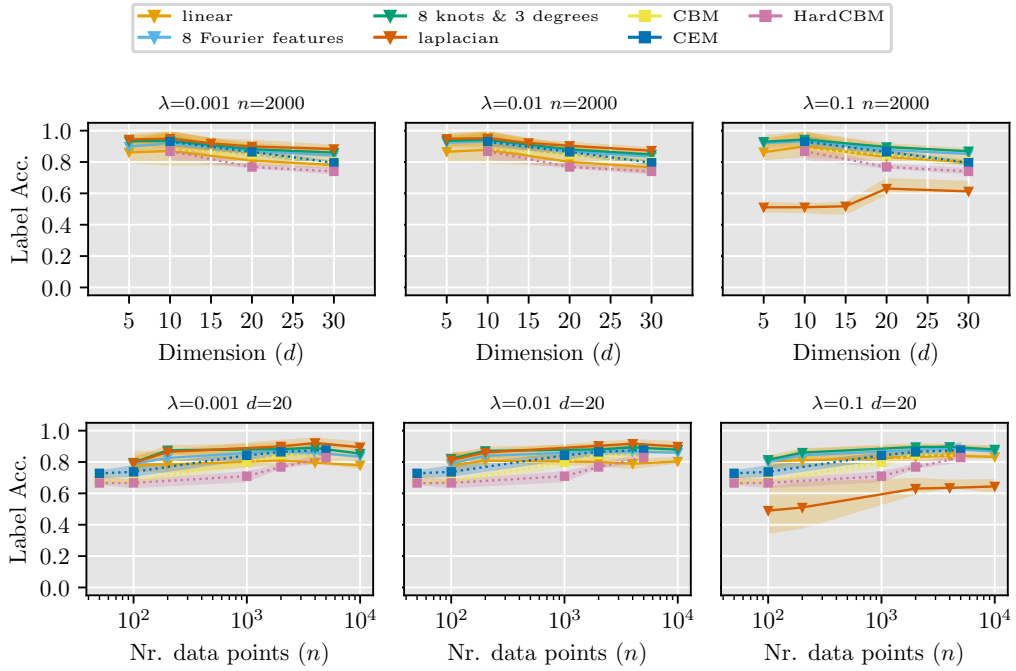 linear 8 knots & 3 degrees CBM HardCBM
8 Fourier features laplacian CEM
λ=0.001 n=2000 λ=0.01 n=2000 λ=0.1 n=2000
Label Acc.
1.0
0.8
0.6
0.4
0.2
0.0
5 10 15 20 25 30 5 10 15 20 25 30 5 10 15 20 25 30
Dimension (d) Dimension (d) Dimension (d)
λ=0.001 d=20 λ=0.01 d=20 λ=0.1 d=20
Label Acc.
1.0
0.8
0.6
0.4
0.2
0.0
10² 10³ 10⁴ 10² 10³ 10⁴ 10² 10³ 10⁴
Nr. data points (n) Nr. data points (n) Nr. data points (n)